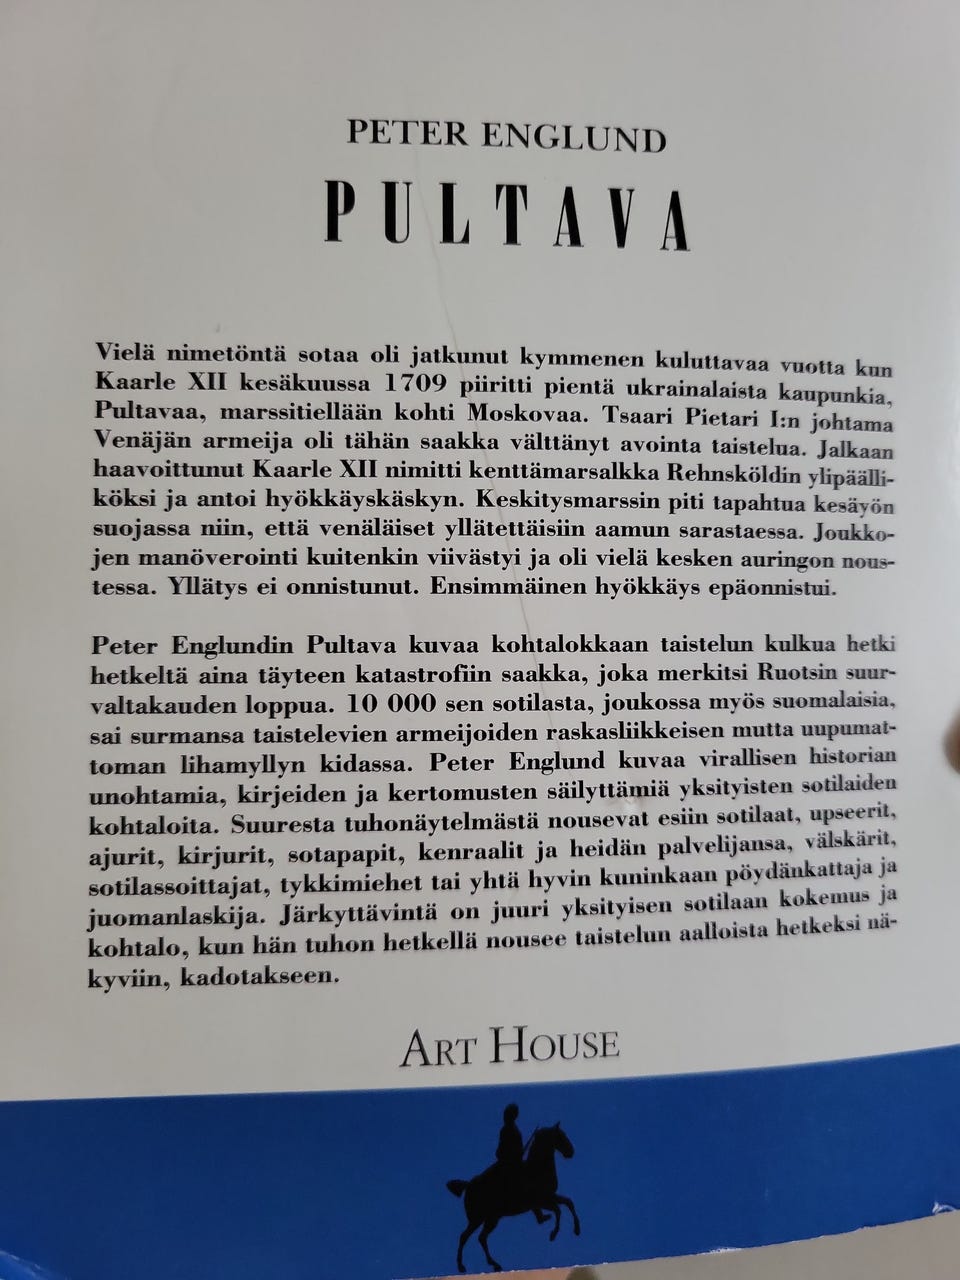 PETER ENGLUND
PULTAVA
Vielä nimetöntä sotaa oli jatkunut kymmenen kuluttavaa vuotta kun
Kaarle XII kesäkuussa 1709 piiritti pientä ukrainalaista kaupunkia,
Pultavaa, marssitiellään kohti Moskovaa. Tsaari Pietari I:n johtama
Venäjän armeija oli tähän saakka välttänyt avointa taistelua. Jalkaan
haavoittunut Kaarle XII nimitti kenttämarsalkka Rehnsköldin ylipäälli-
köksi ja antoi hyökkäyskäskyn. Keskitysmarssin piti tapahtua kesäyön
suojassa niin, että venäläiset yllätettäisiin aamun sarastaessa. Joukko-
jen manöverointi kuitenkin viivästyi ja oli vielä kesken auringon nous-
tessa. Yllätys ei onnistunut. Ensimmäinen hyökkäys epäonnistui.
Peter Englundin Pultava kuvaa kohtalokkaan taistelun kulkua hetki
hetkeltä aina täyteen katastrofiin saakka, joka merkitsi Ruotsin suur-
valtakauden loppua. 10 000 sen sotilasta, joukossa myös suomalaisia,
sai surmansa taistelevien armeijoiden raskasliikkeisen mutta uupumat-
toman lihamyllyn kidassa. Peter Englund kuvaa virallisen historian
unohtamia, kirjeiden ja kertomusten säilyttämiä yksityisten sotilaiden
kohtaloita. Suuresta tuhonäytelmästä nousevat esiin sotilaat, upseerit,
ajurit, kirjurit, sotapapit, kenraalit ja heidän palvelijansa, välskärit,
sotilassoittajat, tykkimiehet tai yhtä hyvin kuninkaan pöydänkattaja ja
juomanlaskija. Järkyttävintä on juuri yksityisen sotilaan kokemus ja
kohtalo, kun hän tuhon hetkellä nousee taistelun aalloista hetkeksi nä-
kyviin, kadotakseen.
ART HOUSE